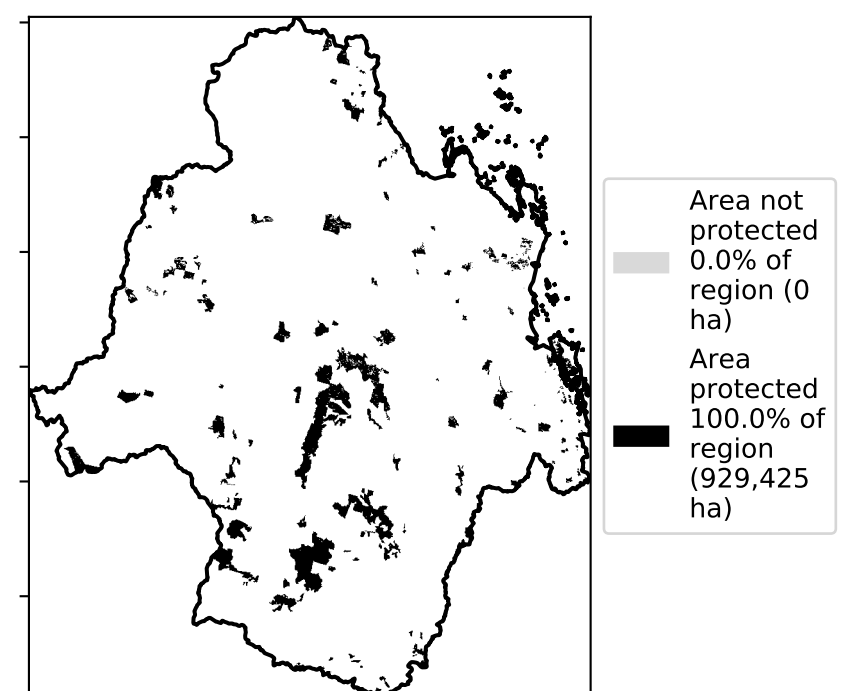 Area not
protected
0.0% of
region (0
ha)
Area
protected
100.0% of
region
(929,425
ha)